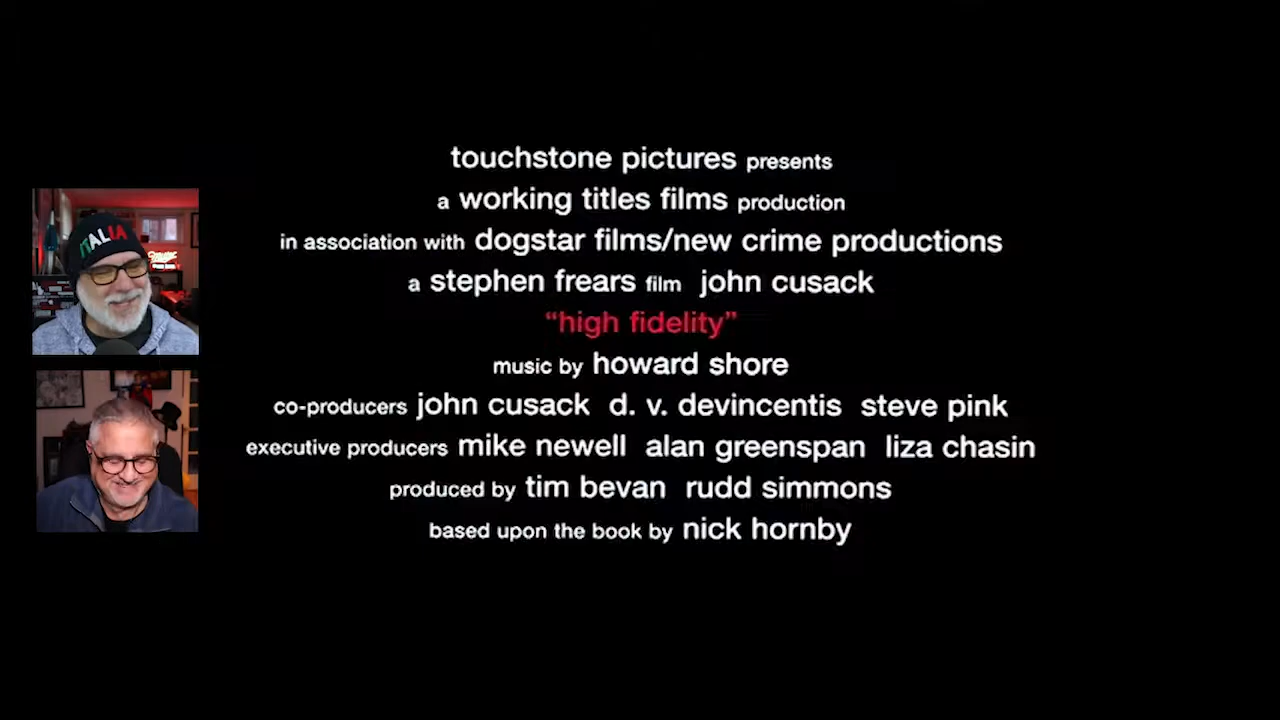 touchstone pictures presents
a working titles films production
in association with dogstar films/new crime productions
a stephen frears film john cusack
“high fidelity”
music by howard shore
co-producers john cusack d. v. devincentis steve pink
executive producers mike newell alan greenspan liza chasin
produced by tim bevan rudd simmons
based upon the book by nick hornby
ITALIA